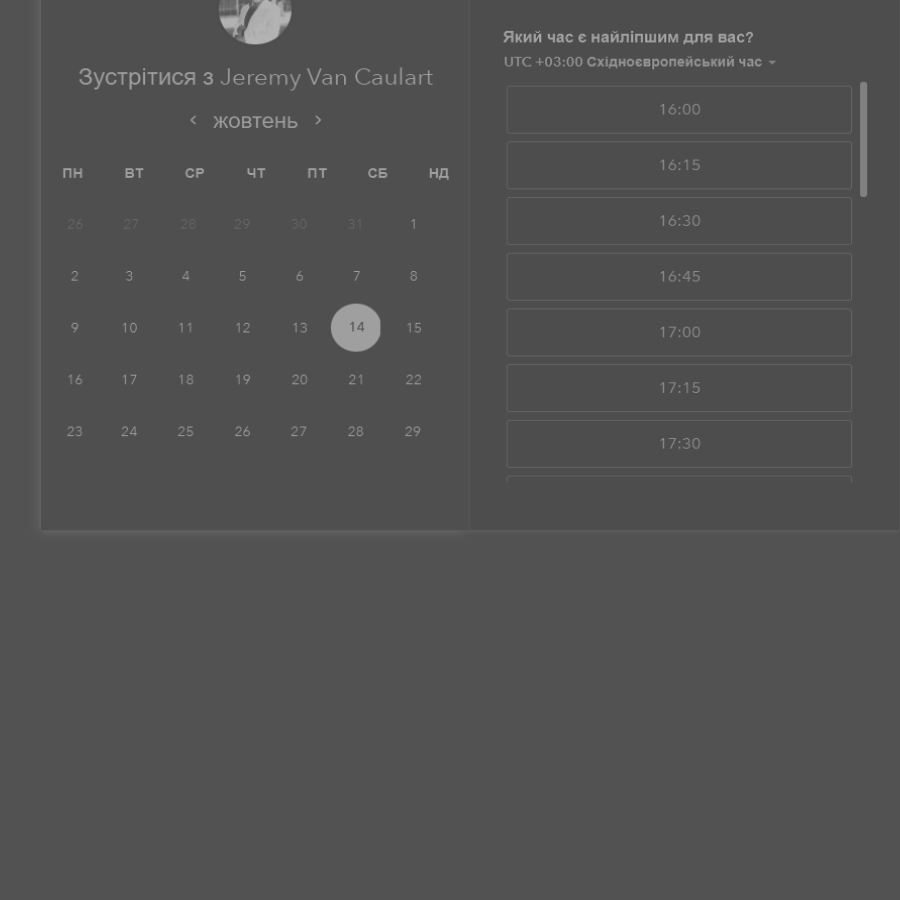 Зустрітися з Jeremy Van Caulart
жовтень
ПН ВТ СР ЧТ ПТ СБ НД
26 27 28 29 30 31 1
2 3 4 5 6 7 8
9 10 11 12 13 14 15
16 17 18 19 20 21 22
23 24 25 26 27 28 29
Який час є найліпшим для вас?
UTC +03:00 Східноєвропейський час
16:00
16:15
16:30
16:45
17:00
17:15
17:30